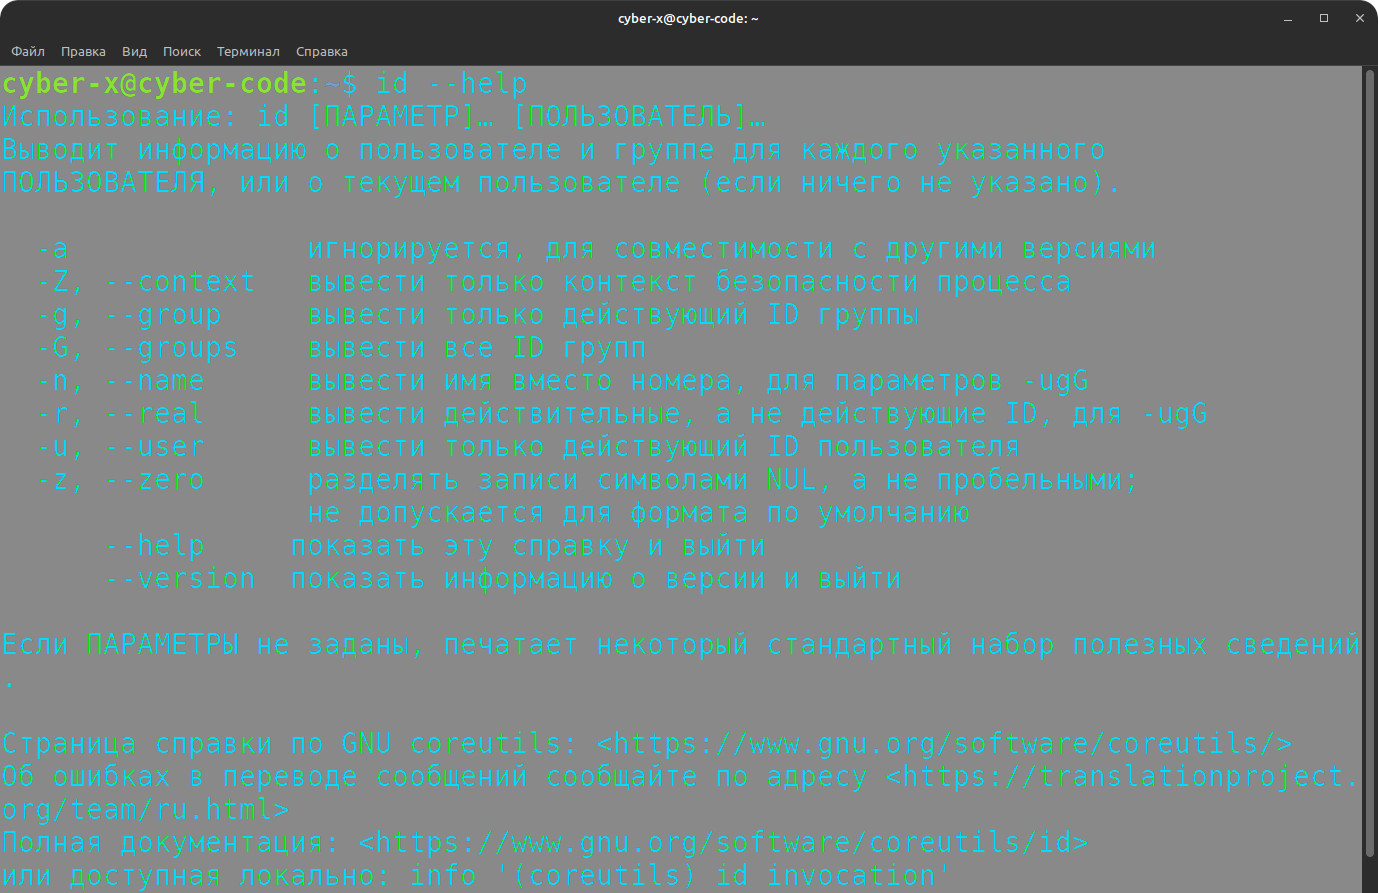 cyber-x@cyber-code: ~
Файл Правка Вид Поиск Терминал Справка
cyber-x@cyber-code:~$ id --help
Использование: id [ПАРАМЕТР]… [ПОЛЬЗОВАТЕЛЬ]…
Выводит информацию о пользователе и группе для каждого указанного
ПОЛЬЗОВАТЕЛЯ, или о текущем пользователе (если ничего не указано).
-a игнорируется, для совместимости с другими версиями
-Z, --context вывести только контекст безопасности процесса
-g, --group вывести только действующий ID группы
-G, --groups вывести все ID групп
-n, --name вывести имя вместо номера, для параметров -ugG
-r, --real вывести действительные, а не действующие ID, для -ugG
-u, --user вывести только действующий ID пользователя
-z, --zero разделять записи символами NUL, а не пробельными;
не допускается для формата по умолчанию
--help показать эту справку и выйти
--version показать информацию о версии и выйти
Если ПАРАМЕТРЫ не заданы, печатает некоторый стандартный набор полезных сведений
.
Страница справки по GNU coreutils: <https://www.gnu.org/software/coreutils/>
Об ошибках в переводе сообщений сообщайте по адресу <https://translationproject.
org/team/ru.html>
Полная документация: <https://www.gnu.org/software/coreutils/id>
или доступная локально: info '(coreutils) id invocation'